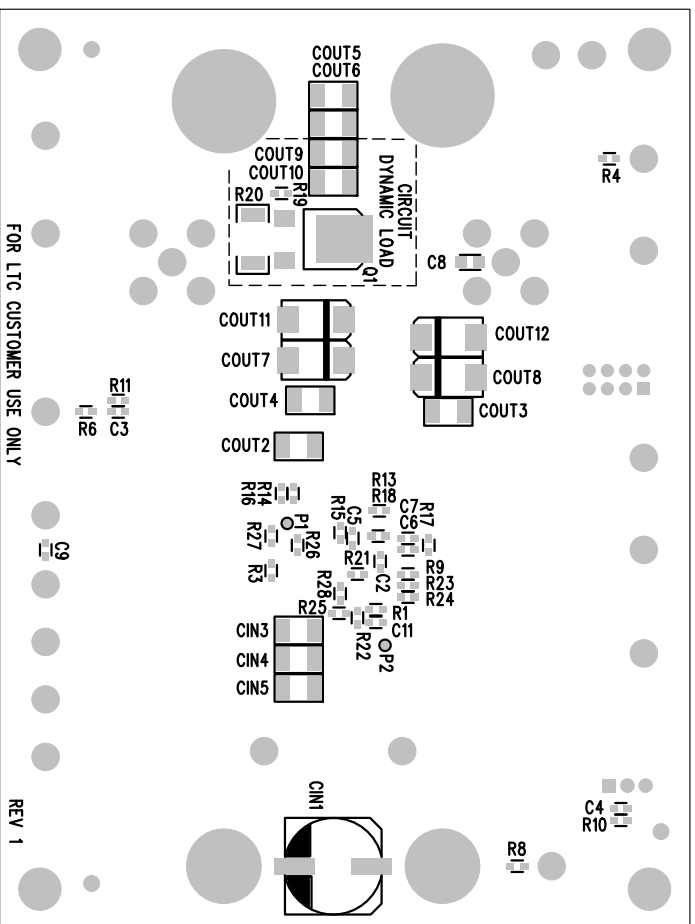 COUT5
COUT6
COUT9
COUT10
R20
R19
DYNAMIC LOAD
CIRCUIT
Q1
R4
C8
FOR LTC CUSTOMER USE ONLY
COUT11
COUT12
COUT7
COUT8
COUT4
COUT3
R11
R6
C3
COUT2
R16
R14
R13
R18
R15
C5
C7
C6
R17
P1
R27
R26
C9
R3
R21
C2
R9
R23
R24
R28
R25
R1
C11
R22
P2
CIN3
CIN4
CIN5
CIN1
REV 1
C4
R10
R8